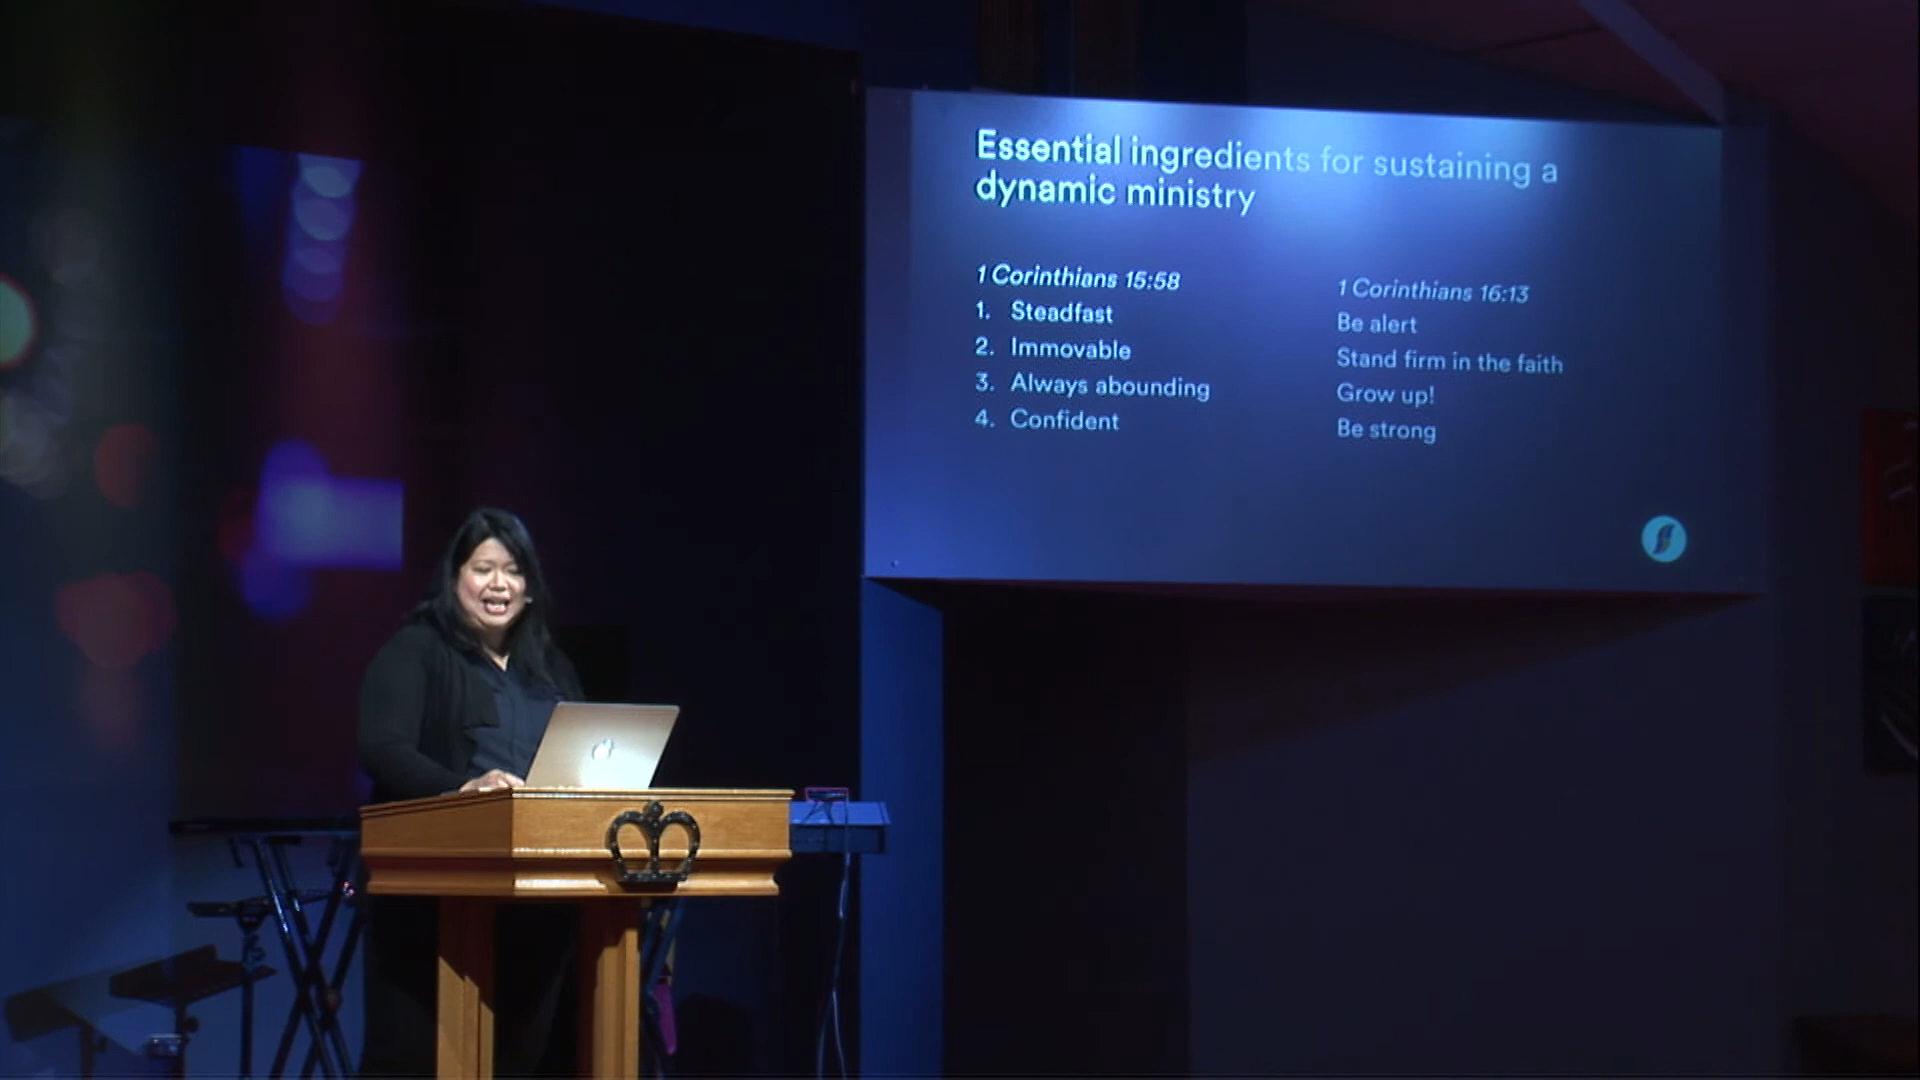 Essential ingredients for sustaining a
dynamic ministry
1 Corinthians 15:58
1. Steadfast
2. Immovable
3. Always abounding
4. Confident
1 Corinthians 16:13
Be alert
Stand firm in the faith
Grow up!
Be strong